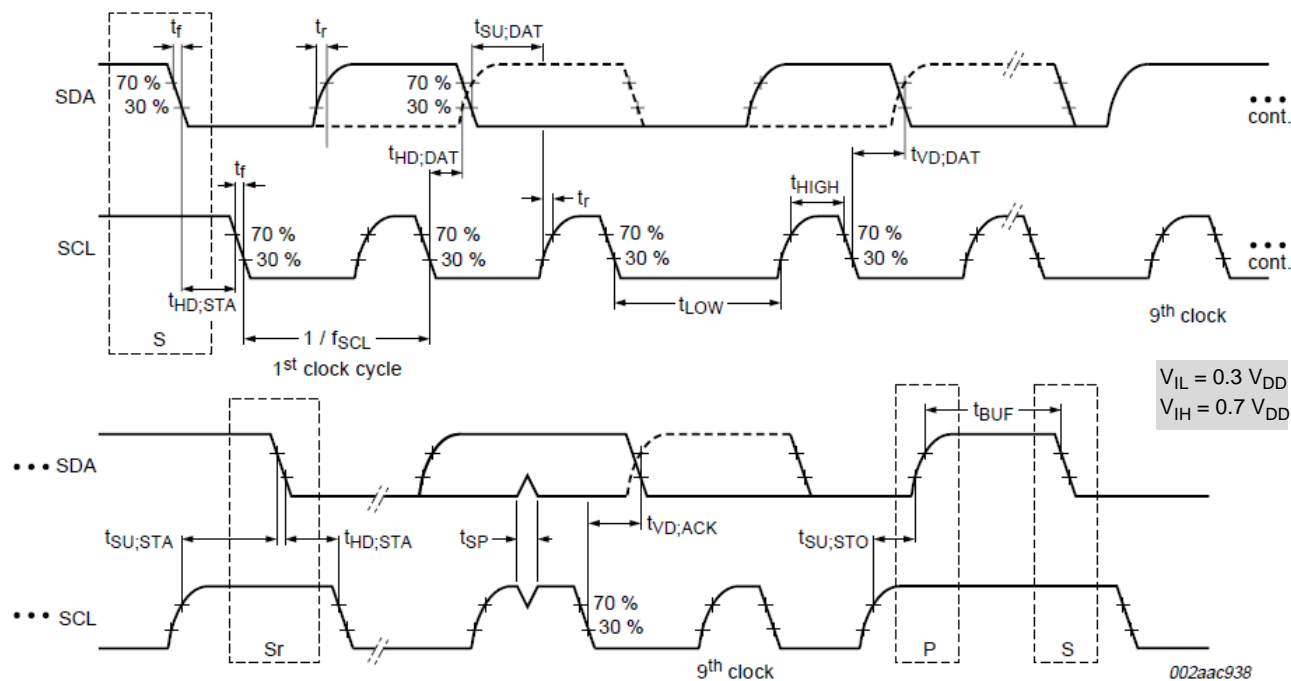 tf
tr
tSU;DAT
70 %
30 %
SDA
70 %
30 %
••• cont.
tHD;DAT
tVD;DAT
tf
tr
tHIGH
SCL
70 %
30 %
70 %
30 %
70 %
30 %
70 %
30 %
••• cont.
tHD;STA
tLOW
9th clock
S
1 / fSCL
1st clock cycle
VIL = 0.3 VDD
VIH = 0.7 VDD
tBUF
••• SDA
tSU;STA
tHD;STA
tSP
tVD;ACK
tSU;STO
••• SCL
70 %
30 %
Sr
9th clock
P
S
002aac938